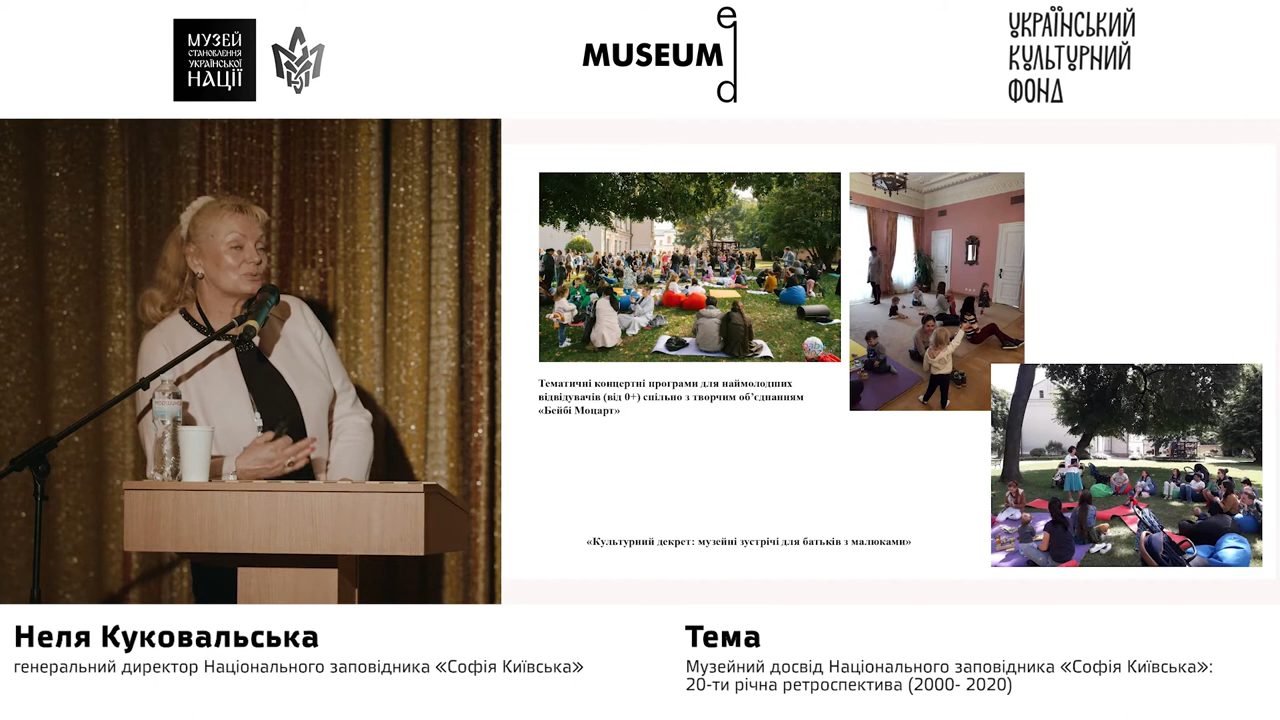 МУЗЕЙ
СТАНОВЛЕННЯ
УКРАЇНСЬКОЇ
НАЦІЇ
MUSEUM
ed
УКРАЇНСЬКИЙ
КУЛЬТУРНИЙ
ФОНД
Тематичні концертні програми для наймолодших
відвідувачів (від 0+) спільно з творчим об’єднанням
«Бейбі Моцарт»
«Культурний декрет: музейні зустрічі для батьків з малюками»
Неля Куковальська
генеральний директор Національного заповідника «Софія Київська»
Тема
Музейний досвід Національного заповідника «Софія Київська»:
20-ти річна ретроспектива (2000- 2020)